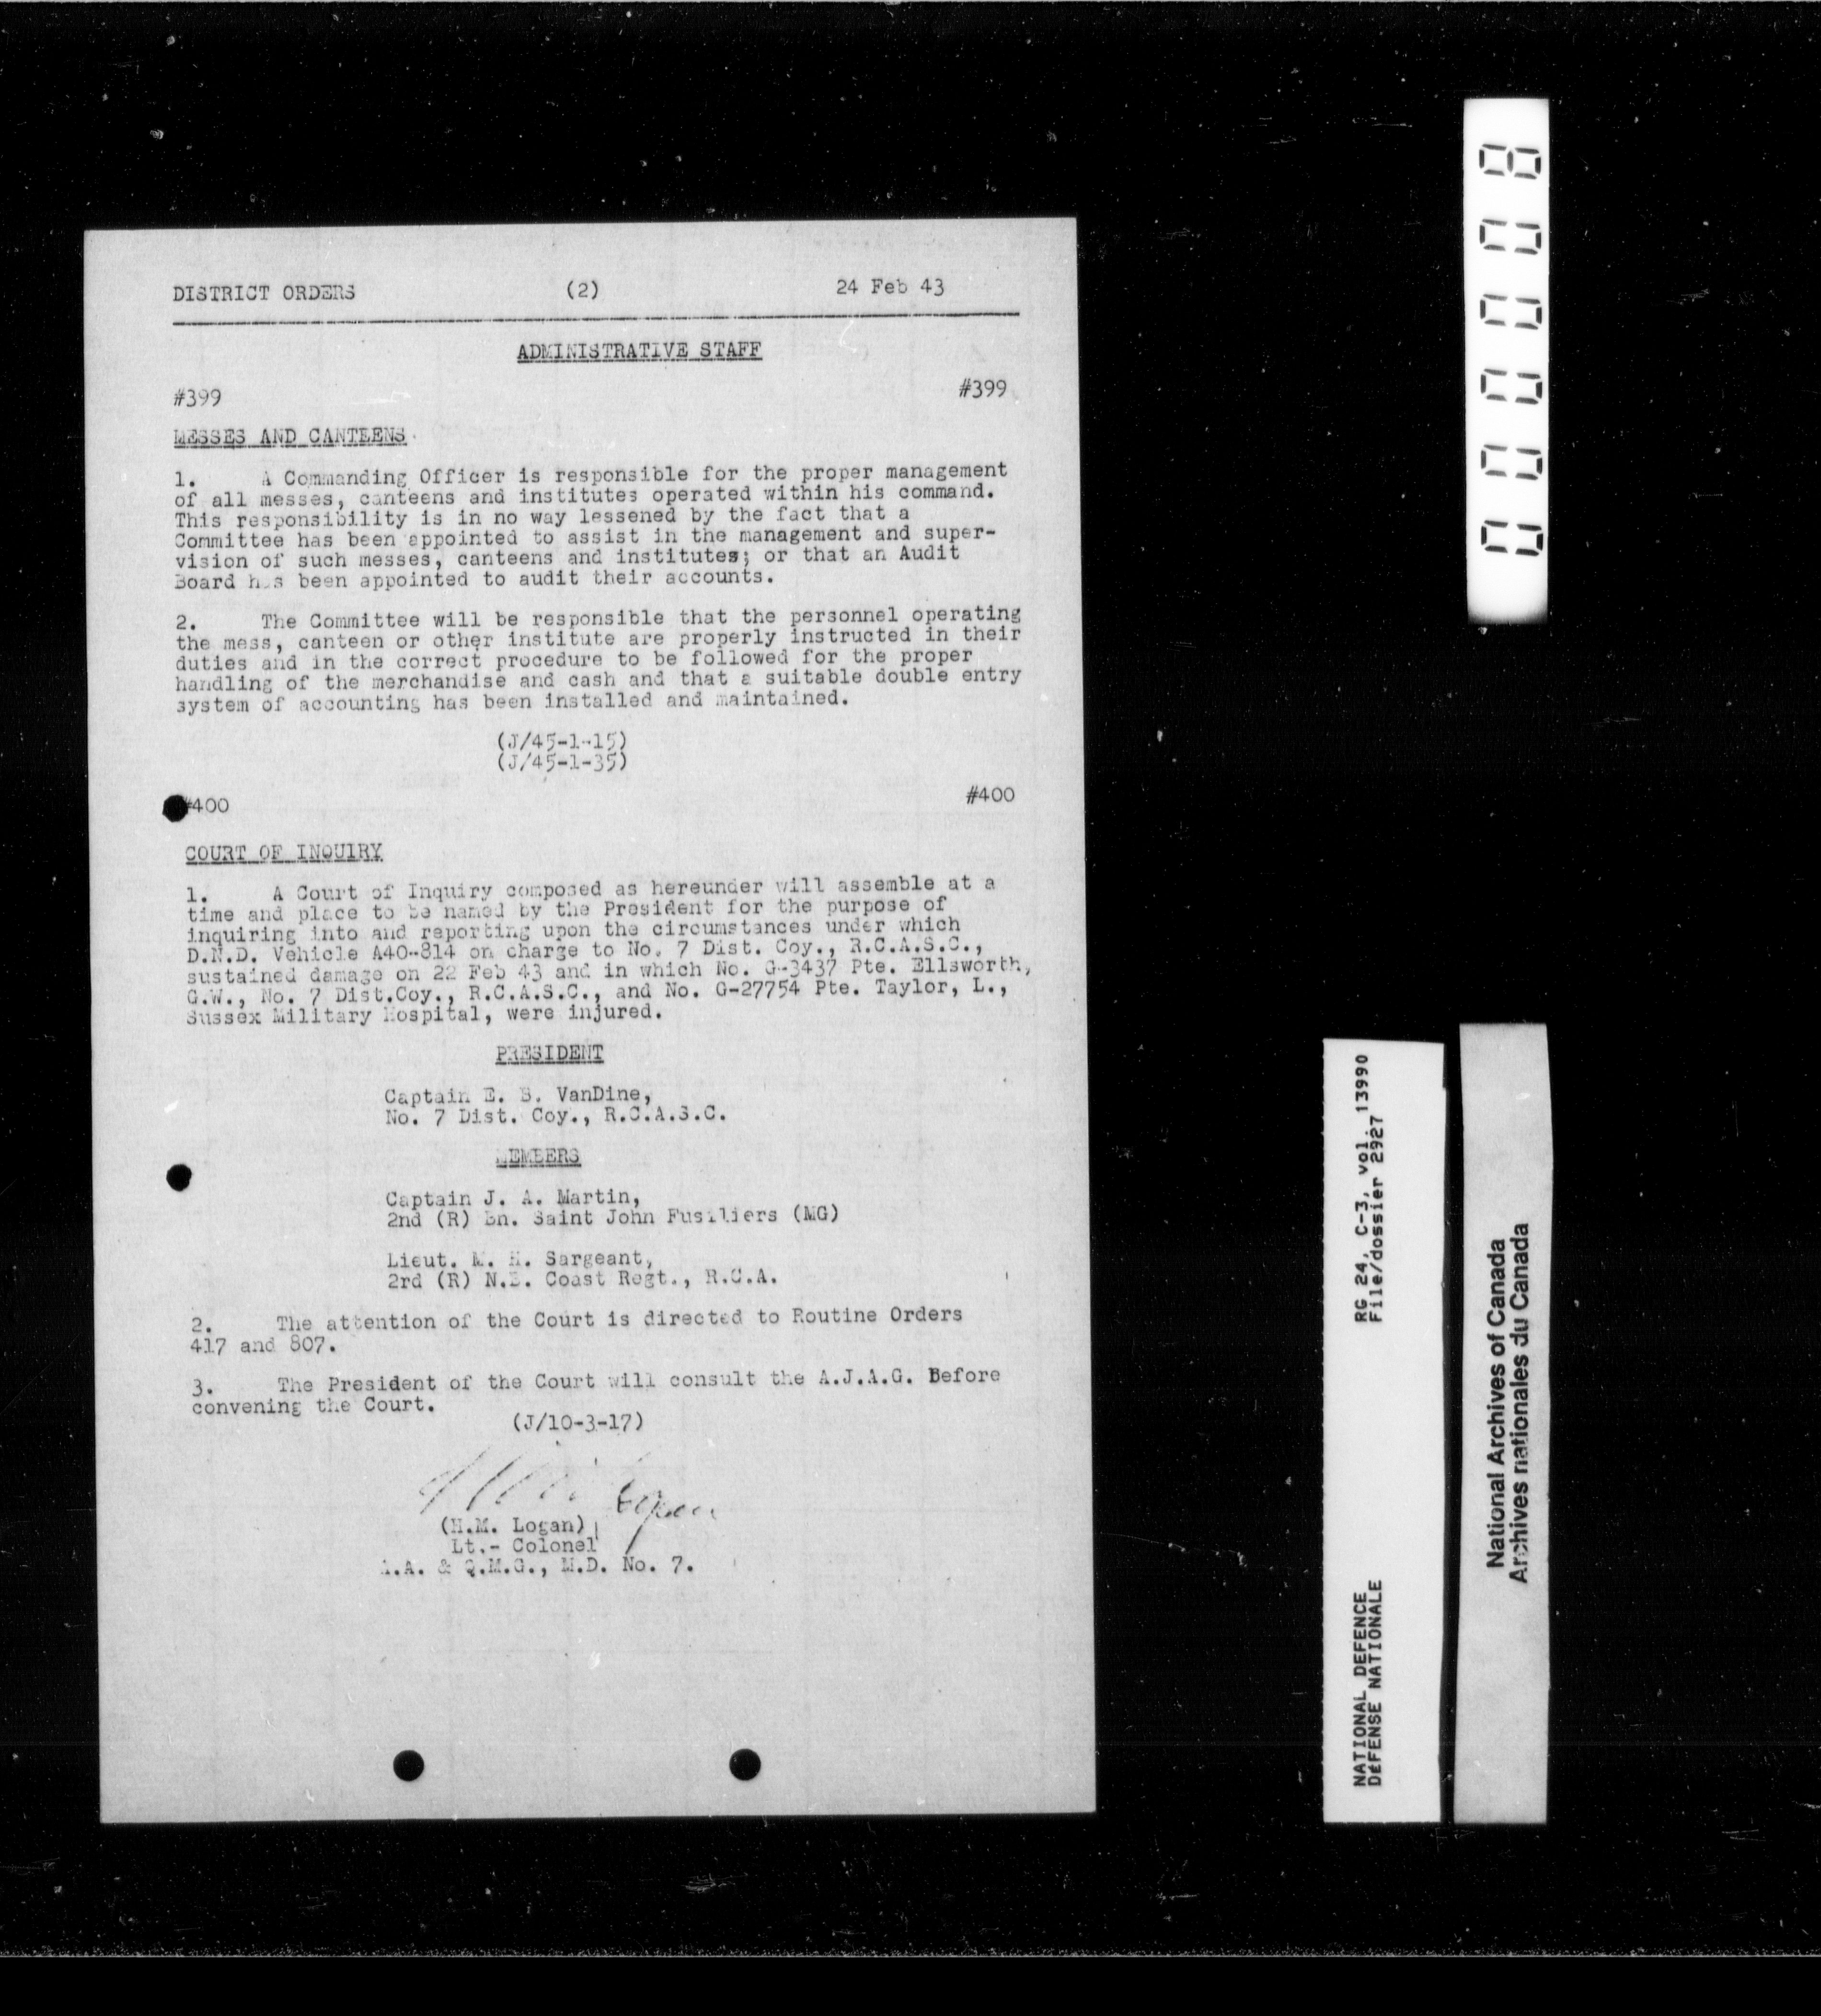 DISTRICT ORDERS (2) 24 Feb 43
ADMINISTRATIVE STAFF
#399 #399
MESSES AND CANTEENS.
1. A Commanding Officer is responsible for the proper management
of all messes, canteens and institutes operated within his command.
This responsibility is in no way lessened by the fact that a
Committee has been appointed to assist in the management and super-
vision of such messes, canteens and institutes; or that an Audit
Board has been appointed to audit their accounts.
2. The Committee will be responsible that the personnel operating
the mess, canteen or other institute are properly instructed in their
duties and in the correct procedure to be followed for the proper
handling of the merchandise and cash and that a suitable double entry
system of accounting has been installed and maintained.
(J/45-1-15)
(J/45-1-35)
#400 #400
COURT OF INQUIRY
1. A Court of Inquiry composed as hereunder will assemble at a
time and place to be named by the President for the purpose of
inquiring into and reporting upon the circumstances under which
D.N.D. Vehicle A40-814 on charge to No. 7 Dist. Coy., R.C.A.S.C.,
sustained damage on 22 Feb 43 and in which No. G-3437 Pte. Ellsworth,
G.W., No. 7 Dist.Coy., R.C.A.S.C., and No. G-27754 Pte. Taylor, L.,
Sussex Military Hospital, were injured.
PRESIDENT
Captain E. B. VanDine,
No. 7 Dist. Coy., R.C.A.S.C.
MEMBERS
Captain J. A. Martin,
2nd (R) Bn. Saint John Fusiliers (MG)
Lieut. M. H. Sargeant,
2rd (R) N.B. Coast Regt., R.C.A.
2. The attention of the Court is directed to Routine Orders
417 and 807.
3. The President of the Court will consult the A.J.A.G. Before
convening the Court.
(J/10-3-17)
(H.M. Logan)
Lt.- Colonel
A.A. & Q.M.G., M.D. No. 7.
000008
RG 24, C-3, vol. 13990
File/dossier 2927
NATIONAL DEFENCE
DÉFENSE NATIONALE
National Archives of Canada
Archives nationales du Canada